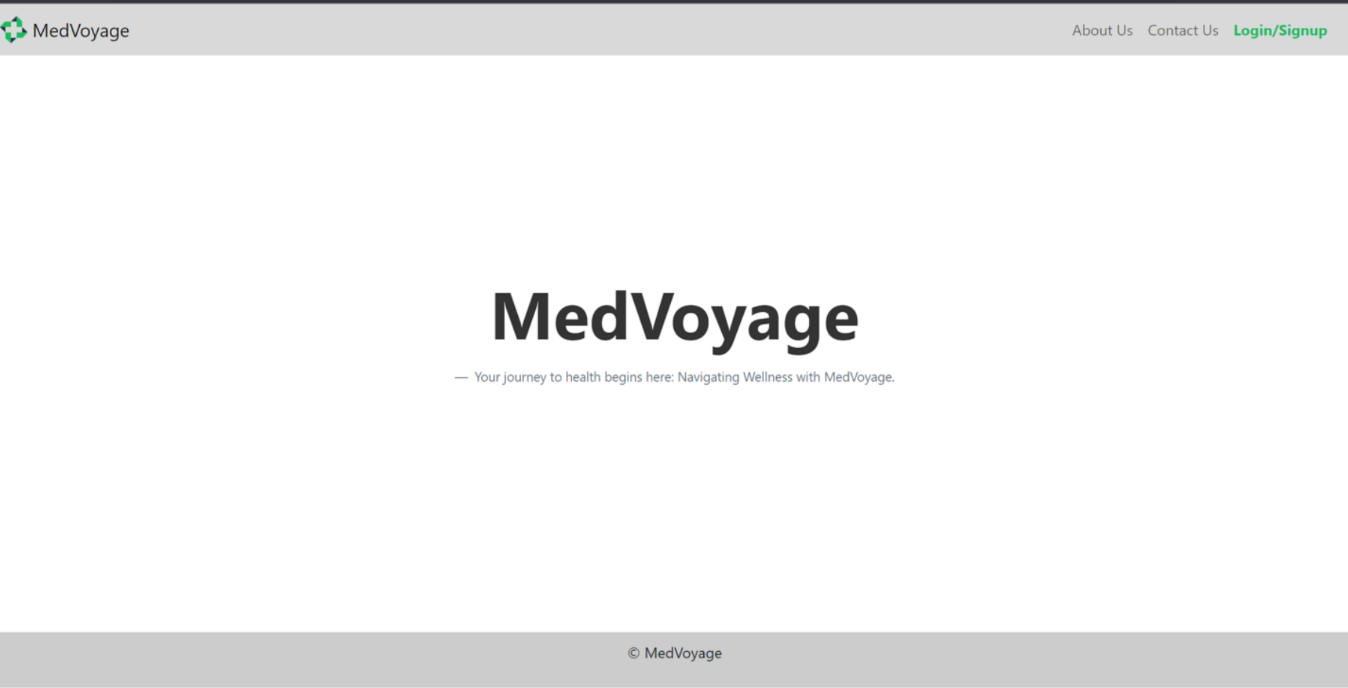 MedVoyage
About Us Contact Us Login/Signup
MedVoyage
— Your journey to health begins here: Navigating Wellness with MedVoyage.
© MedVoyage